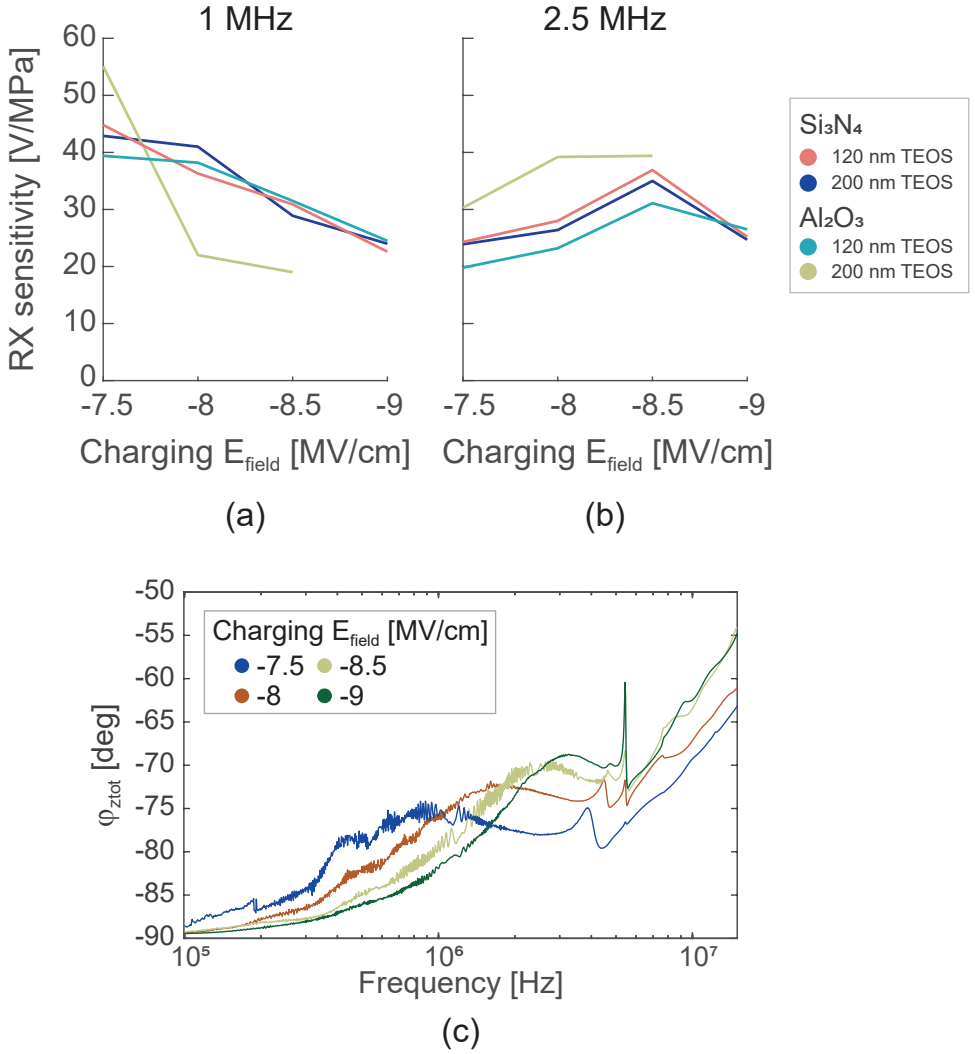 1 MHz
2.5 MHz
RX sensitivity [V/MPa]
60
50
40
30
20
10
0
-7.5
-8
-8.5
-9
-7.5
-8
-8.5
-9
Charging E_field [MV/cm]
Charging E_field [MV/cm]
(a)
(b)
Si₃N₄
120 nm TEOS
200 nm TEOS
Al₂O₃
120 nm TEOS
200 nm TEOS
φ_ztot [deg]
-50
-55
-60
-65
-70
-75
-80
-85
-90
Charging E_field [MV/cm]
-7.5
-8.5
-8
-9
10⁵
10⁶
10⁷
Frequency [Hz]
(c)